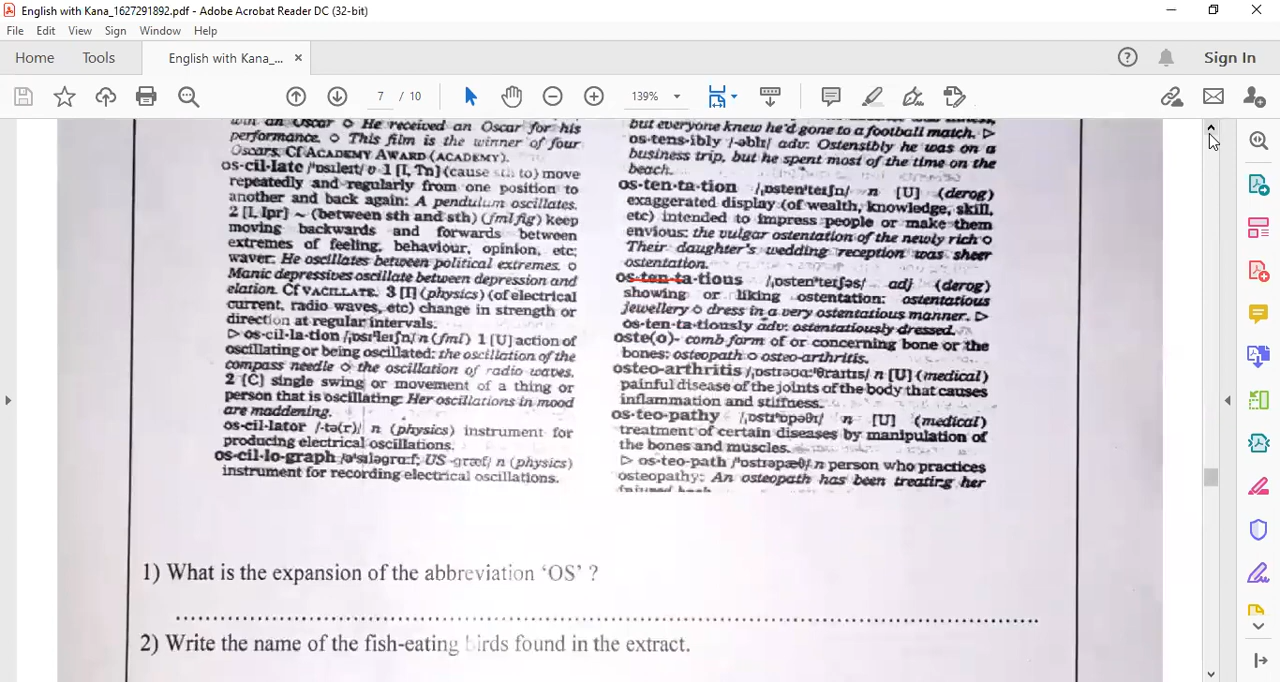 English with Kana_1627291892.pdf - Adobe Acrobat Reader DC (32-bit)
File Edit View Sign Window Help
Home Tools English with Kana_... × Sign In
7 / 10 139%
win an Oscar ○ He received an Oscar for his
performance. ○ This film is the winner of four
Oscars. Cf ACADEMY AWARD (ACADEMY).
os·cil·late /ˈɒsɪleɪt/ v 1 [I, Tn] (cause sth to) move
repeatedly and regularly from one position to
another and back again: A pendulum oscillates.
2 [I, Ipr] ~ (between sth and sth) (fml fig) keep
moving backwards and forwards between
extremes of feeling, behaviour, opinion, etc;
waver: He oscillates between political extremes. ○
Manic depressives oscillate between depression and
elation. Cf VACILLATE. 3 [I] (physics) (of electrical
current, radio waves, etc) change in strength or
direction at regular intervals.
▷ os·cil·la·tion /ˌɒsɪˈleɪʃn/ n (fml) 1 [U] action of
oscillating or being oscillated: the oscillation of the
compass needle ○ the oscillation of radio waves.
2 [C] single swing or movement of a thing or
person that is oscillating: Her oscillations in mood
are maddening.
os·cil·lator /-tə(r)/ n (physics) instrument for
producing electrical oscillations.
os·cil·lo·graph /əˈsɪləgrɑːf; US -græf/ n (physics)
instrument for recording electrical oscillations.
but everyone knew he'd gone to a football match. ▷
os·tens·ibly /-əblɪ/ adv: Ostensibly he was on a
business trip, but he spent most of the time on the
beach.
os·ten·ta·tion /ˌɒstenˈteɪʃn/ n [U] (derog)
exaggerated display (of wealth, knowledge, skill,
etc) intended to impress people or make them
envious: the vulgar ostentation of the newly rich ○
Their daughter's wedding reception was sheer
ostentation.
os·ten·ta·tious /ˌɒstenˈteɪʃəs/ adj (derog)
showing or liking ostentation: ostentatious
jewellery ○ dress in a very ostentatious manner. ▷
os·ten·ta·tiously adv: ostentatiously dressed.
oste(o)- comb form of or concerning bone or the
bones: osteopath ○ osteo-arthritis.
osteo-arthritis /ˌɒstɪəʊɑːˈθraɪtɪs/ n [U] (medical)
painful disease of the joints of the body that causes
inflammation and stiffness.
os·teo·pathy /ˌɒstɪˈɒpəθɪ/ n [U] (medical)
treatment of certain diseases by manipulation of
the bones and muscles.
▷ os·teo·path /ˈɒstɪəpæθ/ n person who practices
osteopathy: An osteopath has been treating her
injured back.
1) What is the expansion of the abbreviation 'OS' ?
2) Write the name of the fish-eating birds found in the extract.